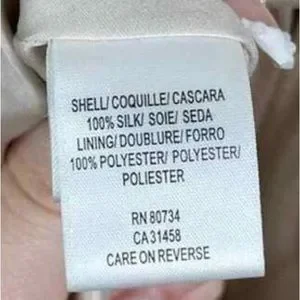 SHELL/ COQUILLE/ CASCARA
100% SILK/ SOIE/ SEDA
LINING/ DOUBLURE/ FORRO
100% POLYESTER/ POLYESTER/
POLIESTER
RN 80734
CA 31458
CARE ON REVERSE